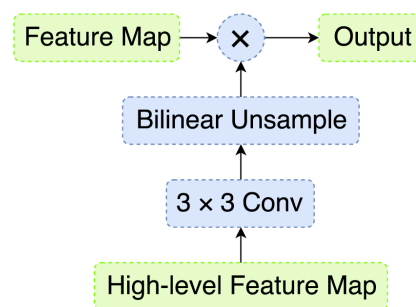 Feature Map
×
Output
Bilinear Unsample
3 × 3 Conv
High-level Feature Map